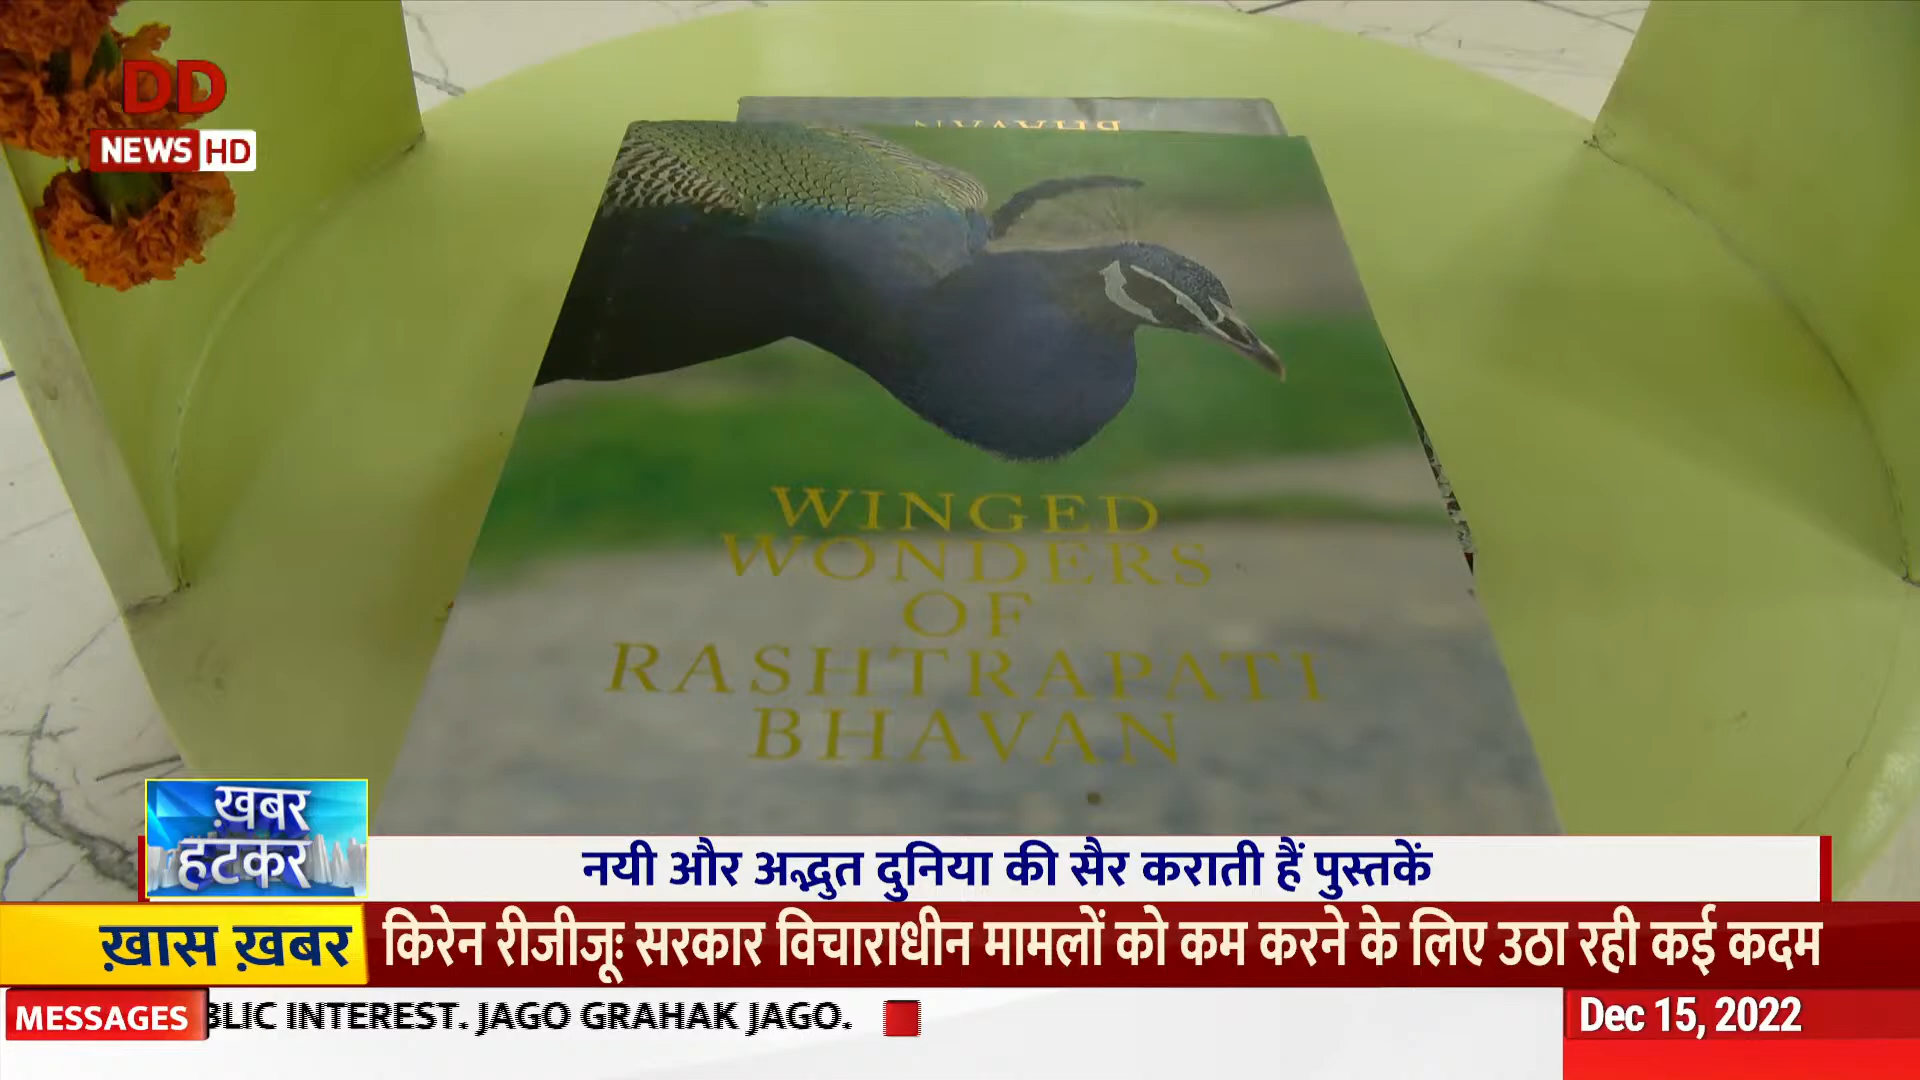 DD
NEWS HD
BHAVAN
WINGED
WONDERS
OF
RASHTRAPATI
BHAVAN
ख़बर
हटकर
नयी और अद्भुत दुनिया की सैर कराती हैं पुस्तकें
ख़ास ख़बर
किरेन रीजीजूः सरकार विचाराधीन मामलों को कम करने के लिए उठा रही कई कदम
MESSAGES
BLIC INTEREST. JAGO GRAHAK JAGO.
Dec 15, 2022